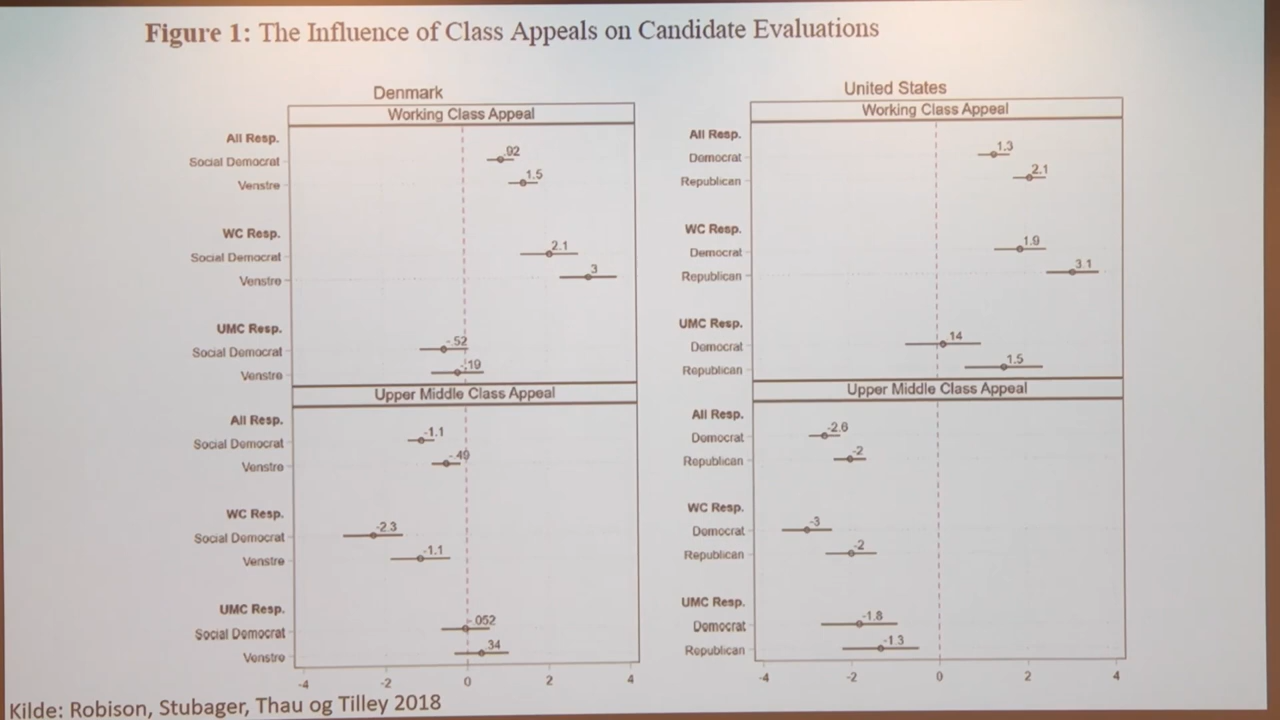 Figure 1: The Influence of Class Appeals on Candidate Evaluations
Denmark
Working Class Appeal
All Resp.
Social Democrat .92
Venstre 1.5
WC Resp.
Social Democrat 2.1
Venstre 3
UMC Resp.
Social Democrat -.52
Venstre -.19
Upper Middle Class Appeal
All Resp.
Social Democrat -1.1
Venstre -.49
WC Resp.
Social Democrat -2.3
Venstre -1.1
UMC Resp.
Social Democrat -.052
Venstre .34
-4 -2 0 2 4
United States
Working Class Appeal
All Resp.
Democrat 1.3
Republican 2.1
WC Resp.
Democrat 1.9
Republican 3.1
UMC Resp.
Democrat .14
Republican 1.5
Upper Middle Class Appeal
All Resp.
Democrat -2.6
Republican -2
WC Resp.
Democrat -3
Republican -2
UMC Resp.
Democrat -1.8
Republican -1.3
-4 -2 0 2 4
Kilde: Robison, Stubager, Thau og Tilley 2018